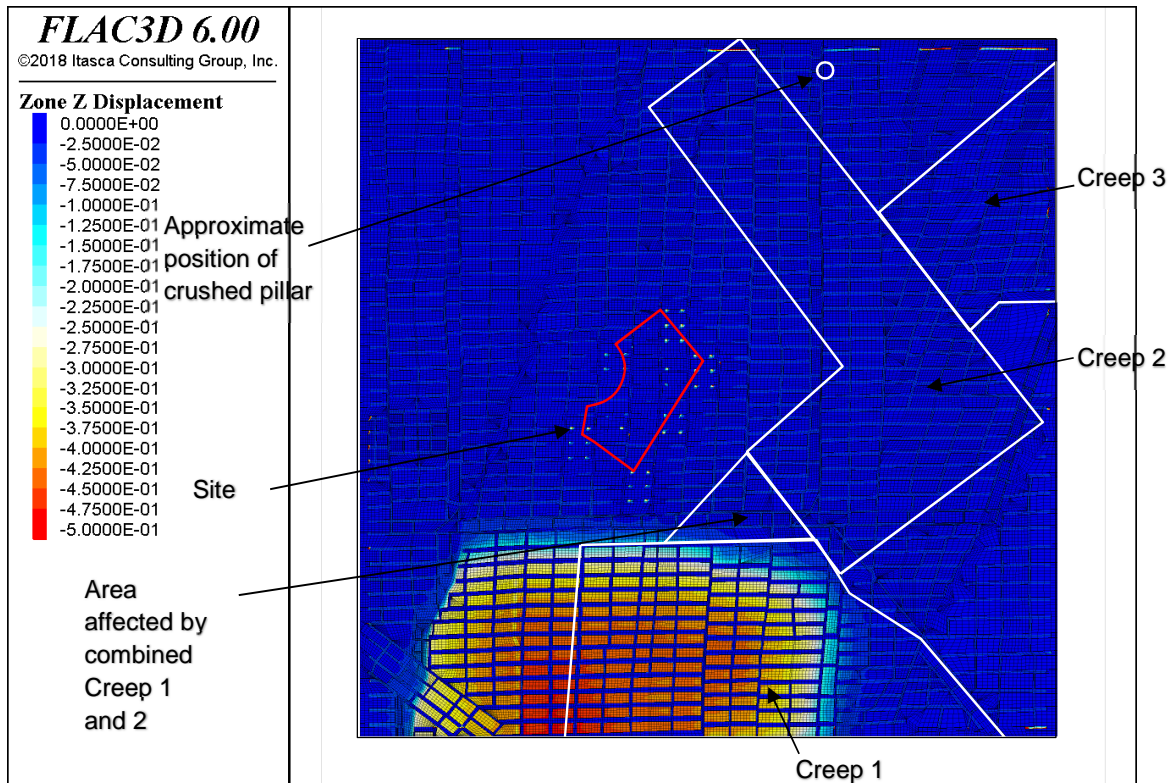 FLAC3D 6.00
©2018 Itasca Consulting Group, Inc.
Zone Z Displacement
0.0000E+00
-2.5000E-02
-5.0000E-02
-7.5000E-02
-1.0000E-01
-1.2500E-01
-1.5000E-01
-1.7500E-01
-2.0000E-01
-2.2500E-01
-2.5000E-01
-2.7500E-01
-3.0000E-01
-3.2500E-01
-3.5000E-01
-3.7500E-01
-4.0000E-01
-4.2500E-01
-4.5000E-01
-4.7500E-01
-5.0000E-01
Approximate
position of
crushed pillar
Site
Area
affected by
combined
Creep 1
and 2
Creep 3
Creep 2
Creep 1